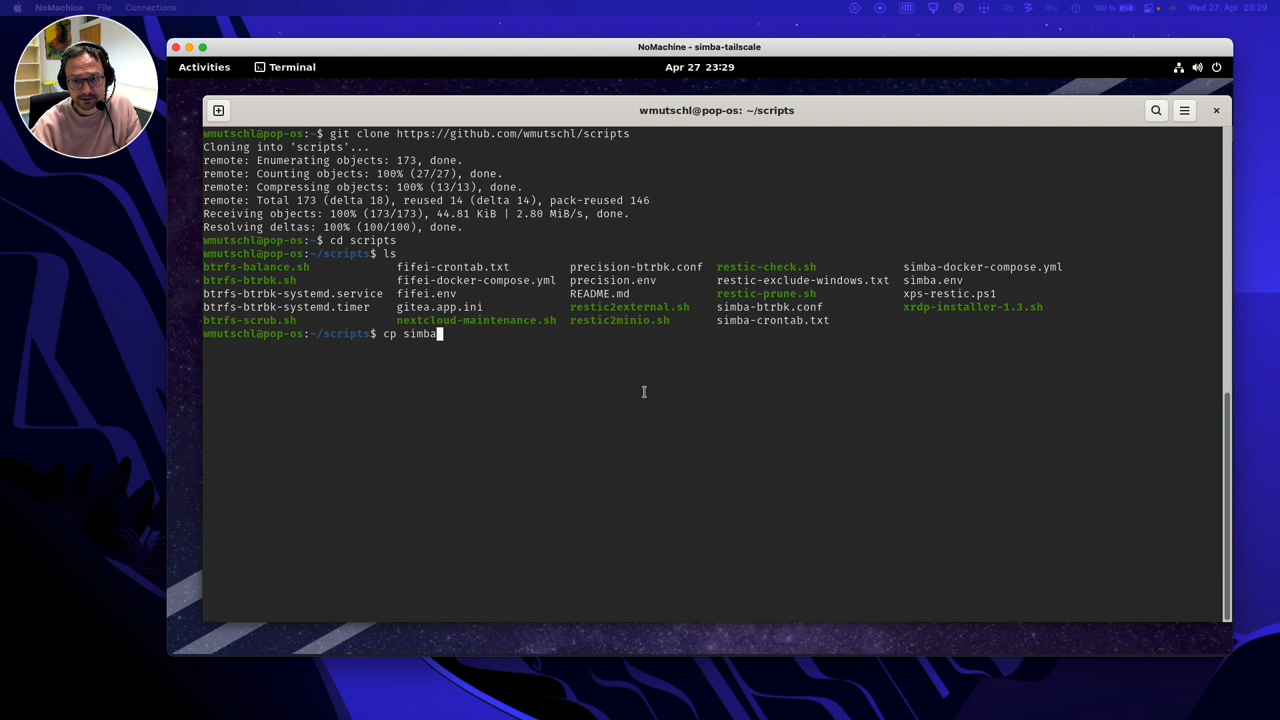 NoMachine File Connections 100 % Wed 27. Apr 23:29
NoMachine - simba-tailscale
Activities Terminal Apr 27 23:29
wmutschl@pop-os: ~/scripts
wmutschl@pop-os:~$ git clone https://github.com/wmutschl/scripts
Cloning into 'scripts'...
remote: Enumerating objects: 173, done.
remote: Counting objects: 100% (27/27), done.
remote: Compressing objects: 100% (13/13), done.
remote: Total 173 (delta 18), reused 14 (delta 14), pack-reused 146
Receiving objects: 100% (173/173), 44.81 KiB | 2.80 MiB/s, done.
Resolving deltas: 100% (100/100), done.
wmutschl@pop-os:~$ cd scripts
wmutschl@pop-os:~/scripts$ ls
btrfs-balance.sh fifei-crontab.txt precision-btrbk.conf restic-check.sh simba-docker-compose.yml
btrfs-btrbk.sh fifei-docker-compose.yml precision.env restic-exclude-windows.txt simba.env
btrfs-btrbk-systemd.service fifei.env README.md restic-prune.sh xps-restic.ps1
btrfs-btrbk-systemd.timer gitea.app.ini restic2external.sh simba-btrbk.conf xrdp-installer-1.3.sh
btrfs-scrub.sh nextcloud-maintenance.sh restic2minio.sh simba-crontab.txt
wmutschl@pop-os:~/scripts$ cp simba